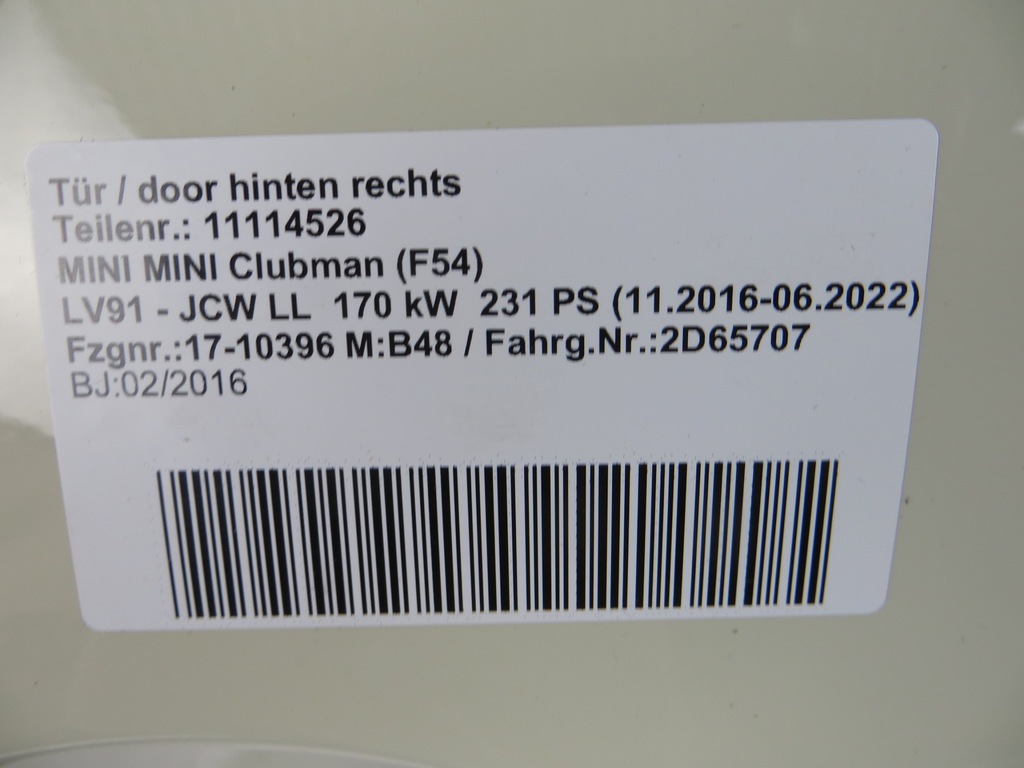 Tür / door hinten rechts
Teilenr.: 11114526
MINI MINI Clubman (F54)
LV91 - JCW LL  170 kW  231 PS (11.2016-06.2022)
Fzgnr.:17-10396 M:B48 / Fahrg.Nr.:2D65707
BJ:02/2016